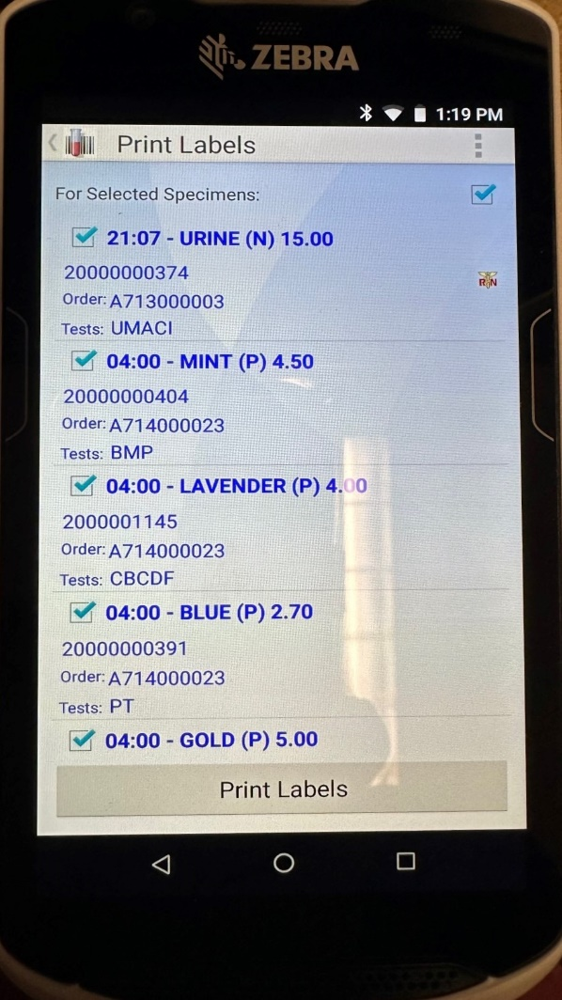 ZEBRA
1:19 PM
Print Labels
For Selected Specimens:
21:07 - URINE (N) 15.00
20000000374
RN
Order: A713000003
Tests: UMACI
04:00 - MINT (P) 4.50
20000000404
Order: A714000023
Tests: BMP
04:00 - LAVENDER (P) 4.00
2000001145
Order: A714000023
Tests: CBCDF
04:00 - BLUE (P) 2.70
20000000391
Order: A714000023
Tests: PT
04:00 - GOLD (P) 5.00
Print Labels